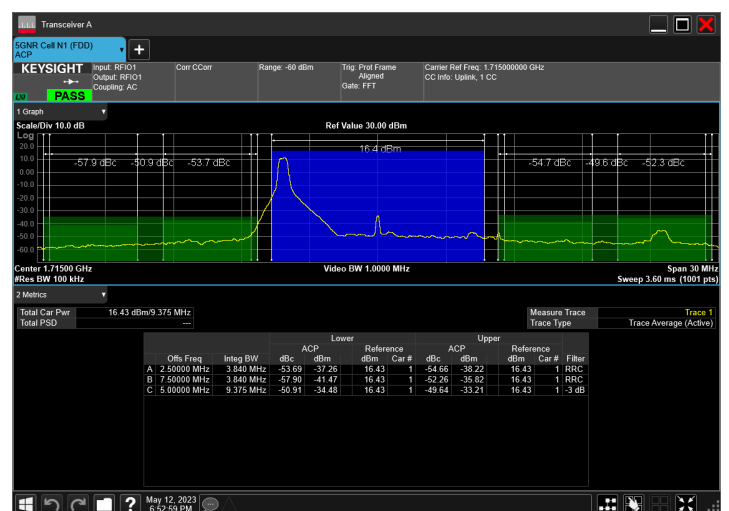 Transceiver A
5GNR Cell N1 (FDD)
ACP
KEYSIGHT
LXI
PASS
Input: RFIO1
Output: RFIO1
Coupling: AC
Corr CCorr
Range: -60 dBm
Trig: Prot Frame
Aligned
Gate: FFT
Carrier Ref Freq: 1.715000000 GHz
CC Info: Uplink, 1 CC
1 Graph
Scale/Div 10.0 dB
Ref Value 30.00 dBm
Log
20.0
10.0
0.00
-10.0
-20.0
-30.0
-40.0
-50.0
-60.0
-57.9 dBc -50.9 dBc -53.7 dBc 16.4 dBm -54.7 dBc -49.6 dBc -52.3 dBc
Center 1.71500 GHz Video BW 1.0000 MHz Span 30 MHz
#Res BW 100 kHz Sweep 3.60 ms (1001 pts)
2 Metrics
Total Car Pwr 16.43 dBm/9.375 MHz Measure Trace Trace 1
Total PSD --- Trace Type Trace Average (Active)
Lower Upper
ACP Reference ACP Reference
Offs Freq Integ BW dBc dBm dBm Car # dBc dBm dBm Car # Filter
A 2.50000 MHz 3.840 MHz -53.69 -37.26 16.43 1 -54.66 -38.22 16.43 1 RRC
B 7.50000 MHz 3.840 MHz -57.90 -41.47 16.43 1 -52.26 -35.82 16.43 1 RRC
C 5.00000 MHz 9.375 MHz -50.91 -34.48 16.43 1 -49.64 -33.21 16.43 1 -3 dB
May 12, 2023
6:52:59 PM